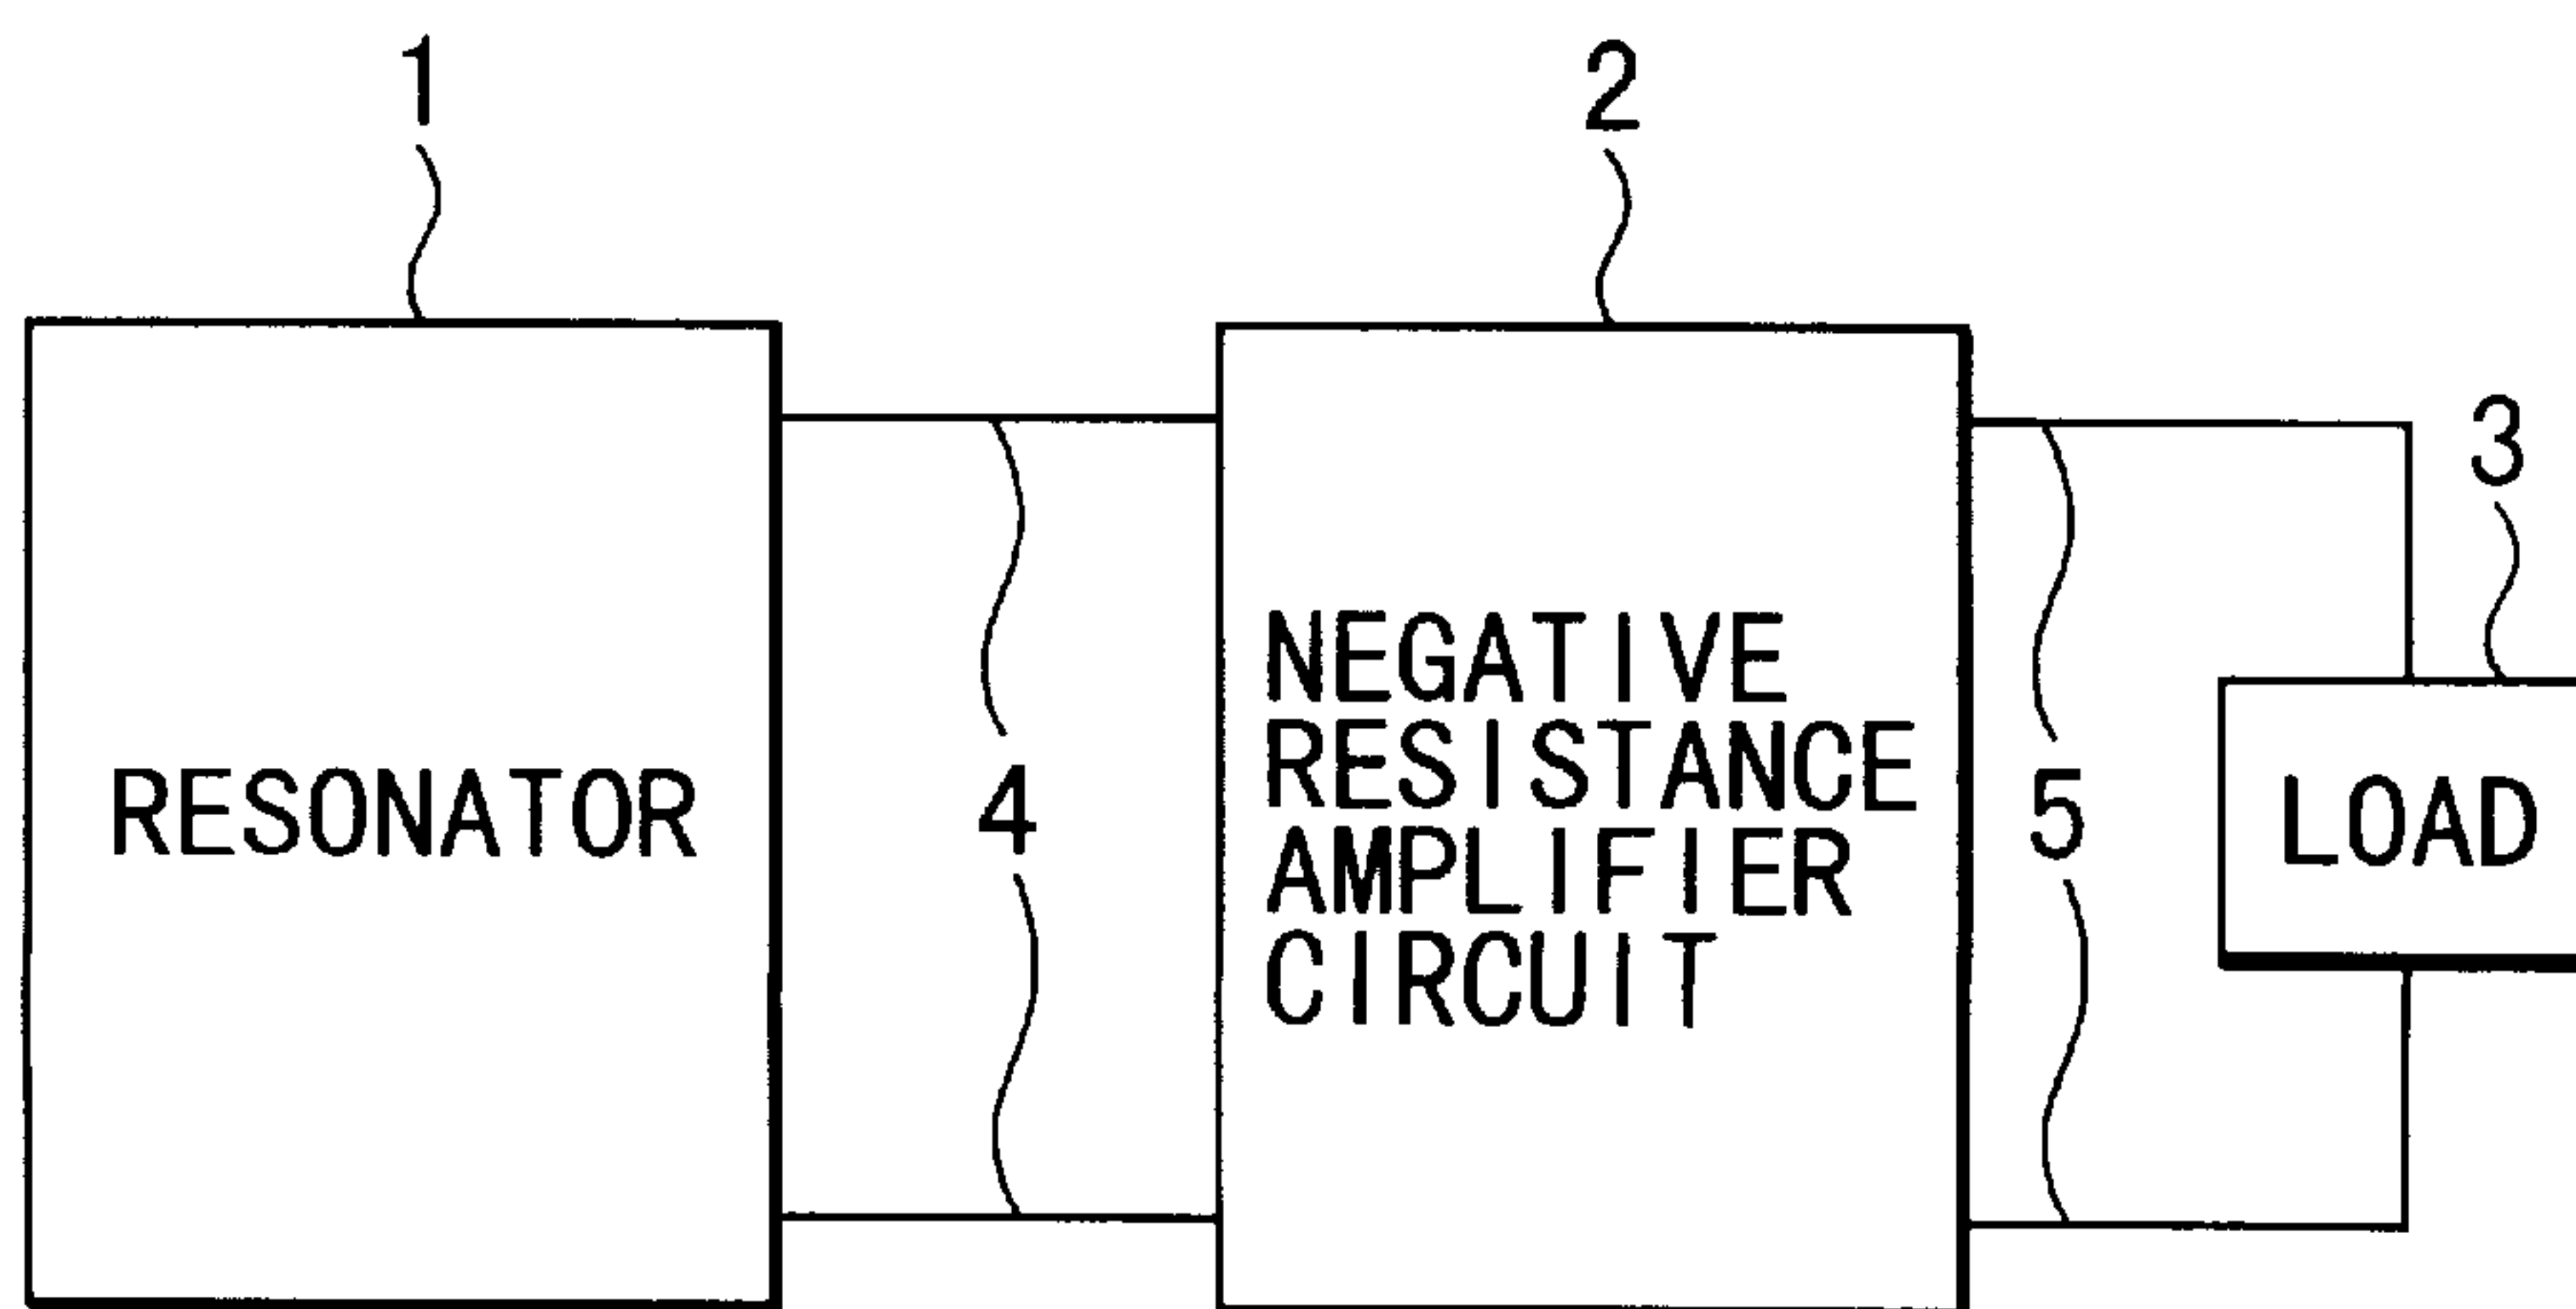 1
2
3
RESONATOR
4
NEGATIVE
RESISTANCE
AMPLIFIER
CIRCUIT
5
LOAD